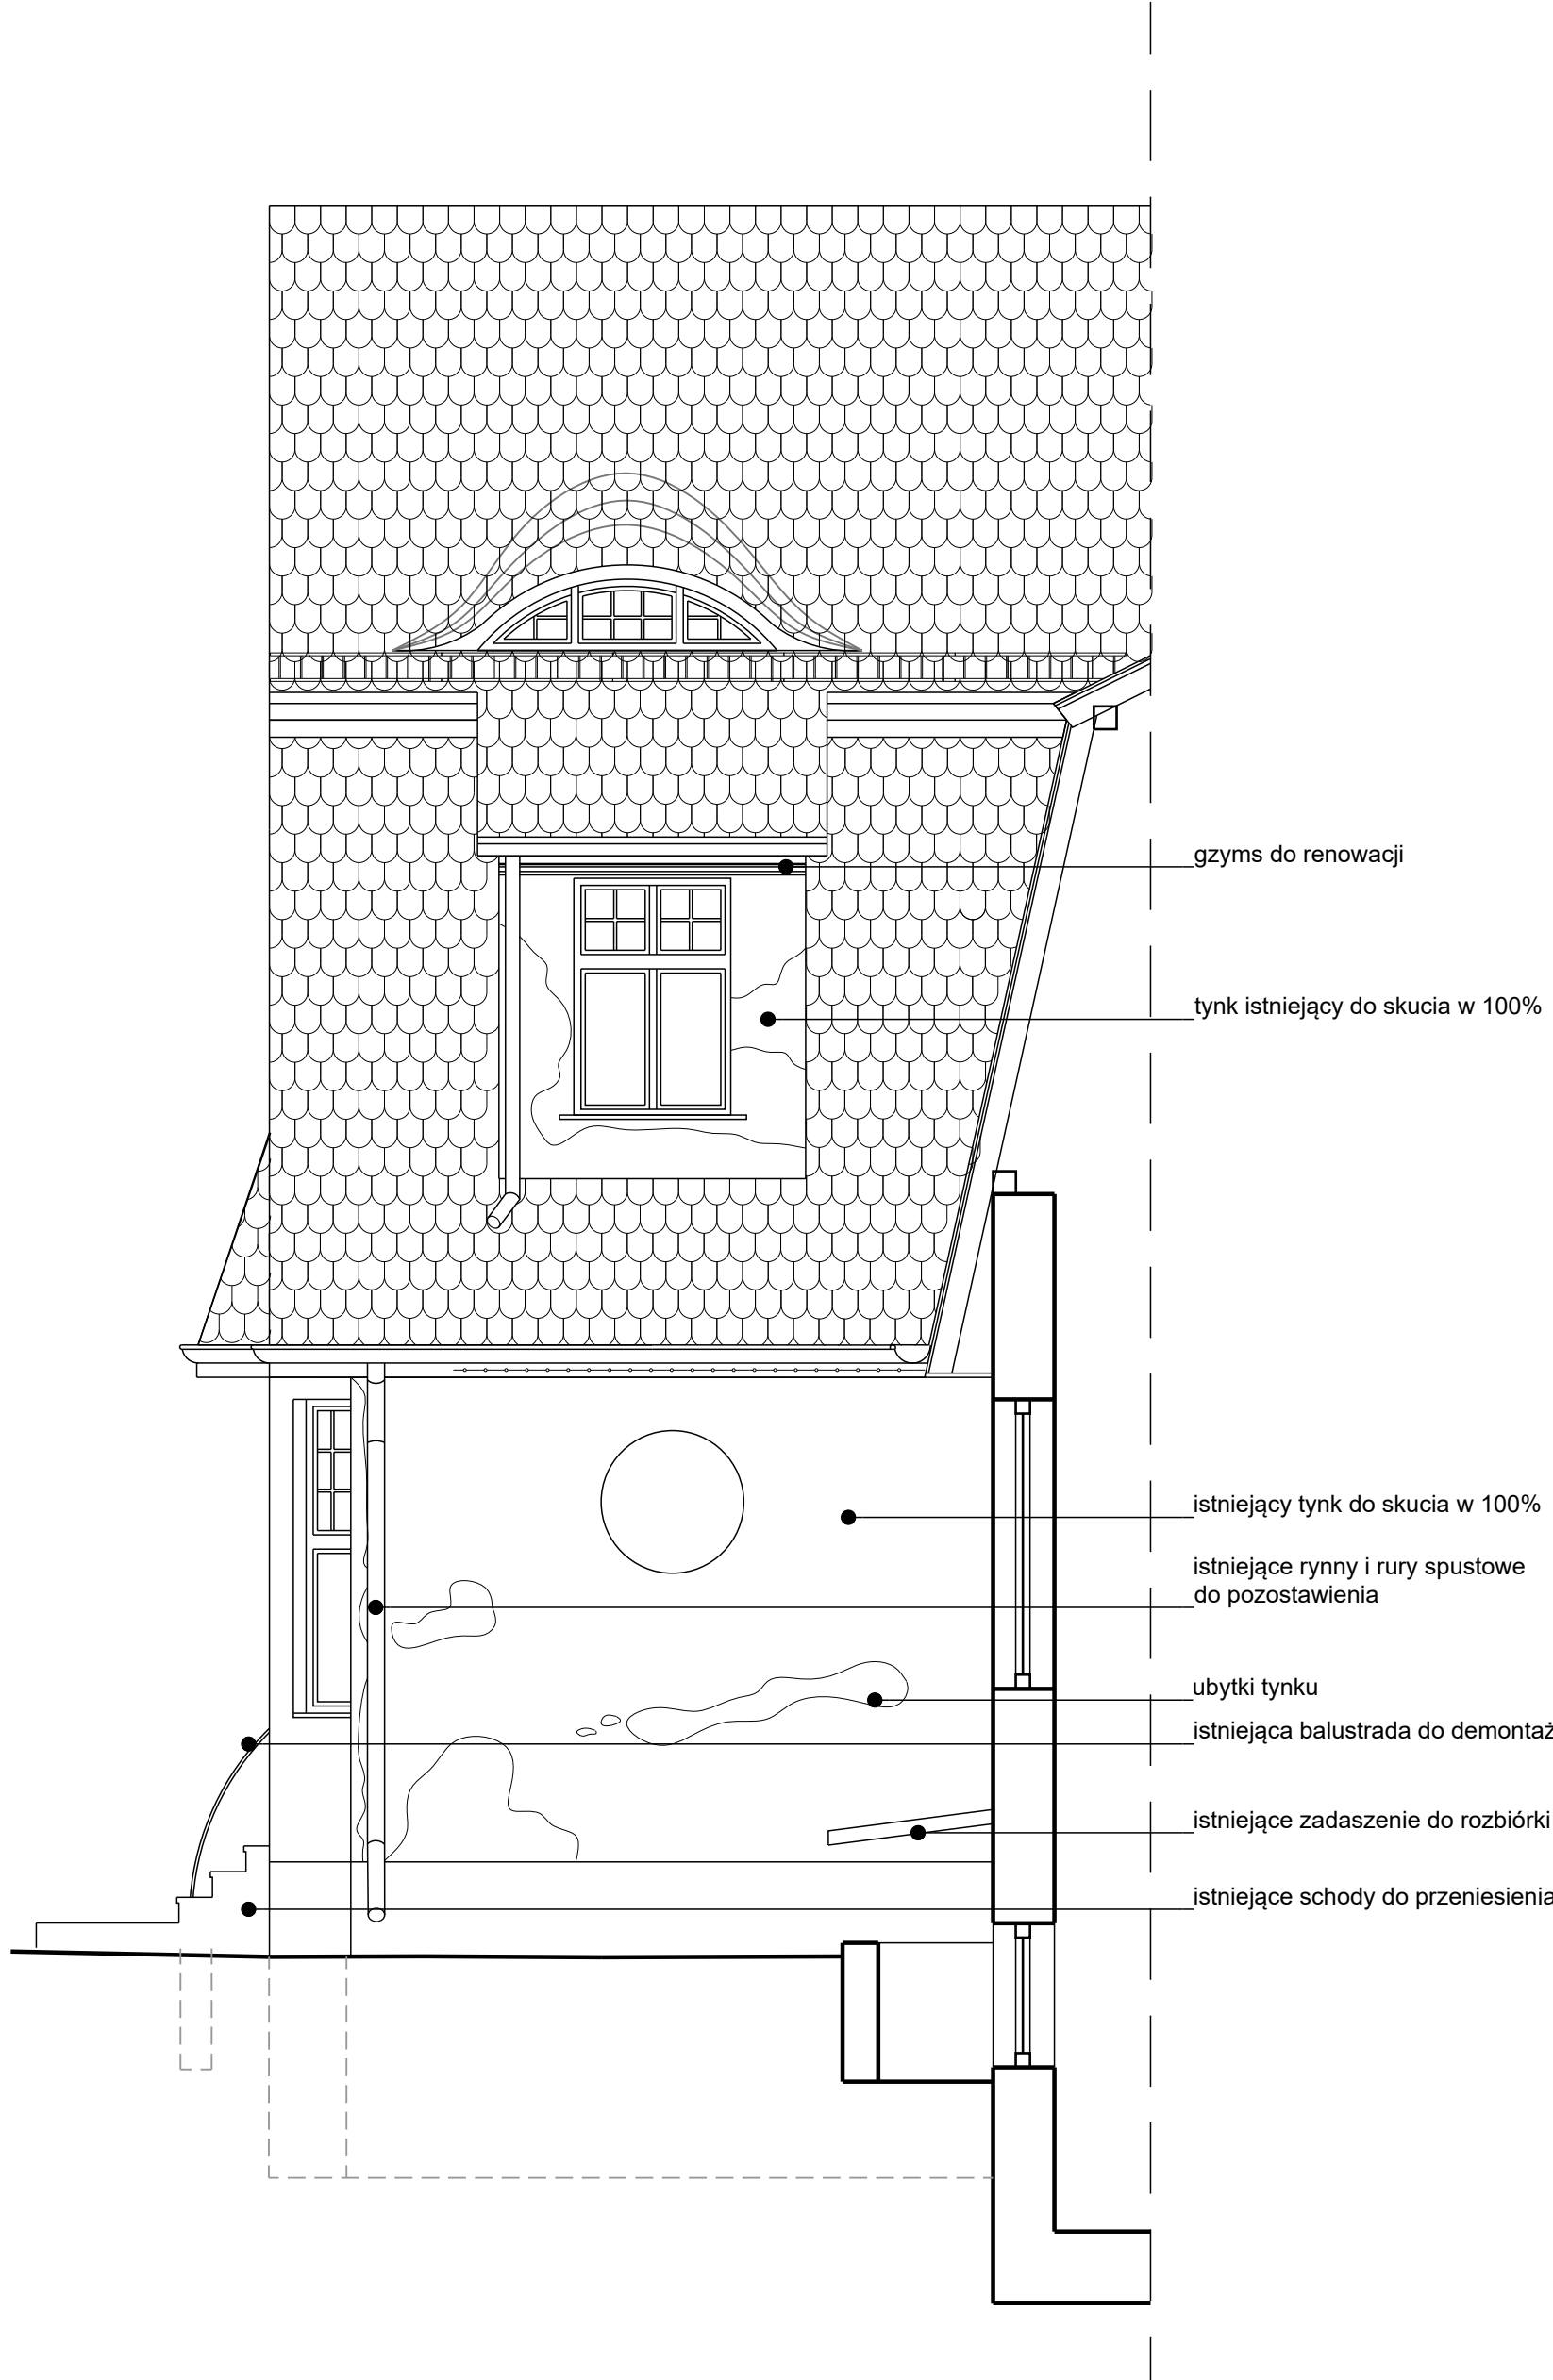 gzyms do renowacji
tynk istniejący do skucia w 100%
istniejący tynk do skucia w 100%
istniejące rynny i rury spustowe
do pozostawienia
ubytki tynku
istniejąca balustrada do demontaż
istniejące zadaszenie do rozbiórki
istniejące schody do przeniesienia